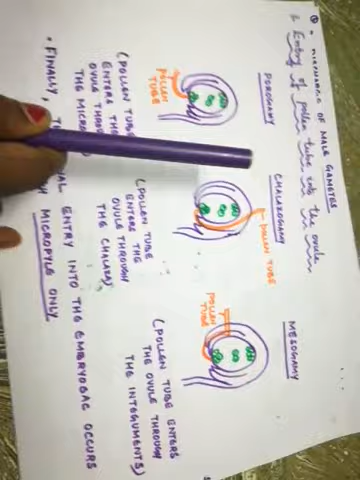 • MICROPYLE OF MALE GAMETES
2. Entry of pollen tube into the ovule
POROGAMY
POLLEN
TUBE
(POLLEN TUBE
ENTERS THE
OVULE
THE
CHALAZOGAMY
POLLEN TUBE
(POLLEN TUBE
ENTERS THE
OVULE THROUGH
THE CHALAZA)
MESOGAMY
POLLEN
TUBE
(POLLEN TUBE ENTERS
THE OVULE THROUGH
THE INTEGUMENTS)
• FINALLY, ENTRY INTO THE EMBRYOSAC OCCURS
MICROPYLE ONLY